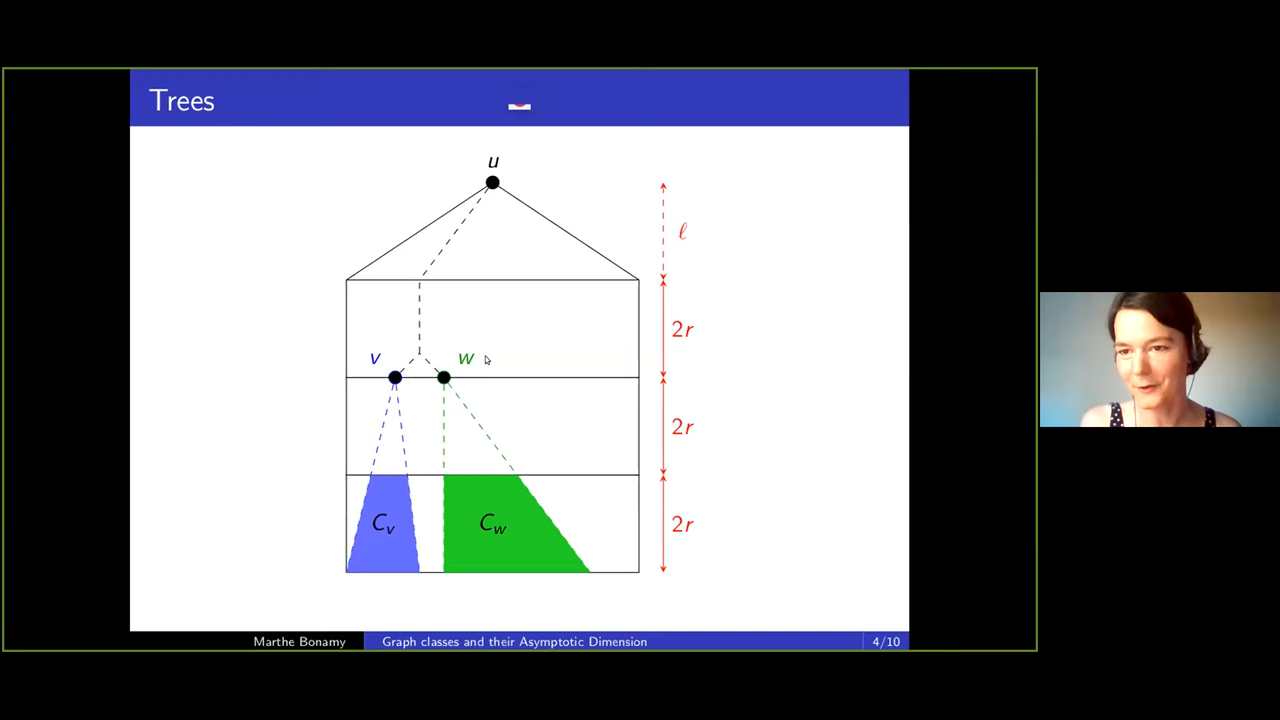 Trees
u
ℓ
2r
v w
2r
C_v C_w
2r
Marthe Bonamy Graph classes and their Asymptotic Dimension 4/10